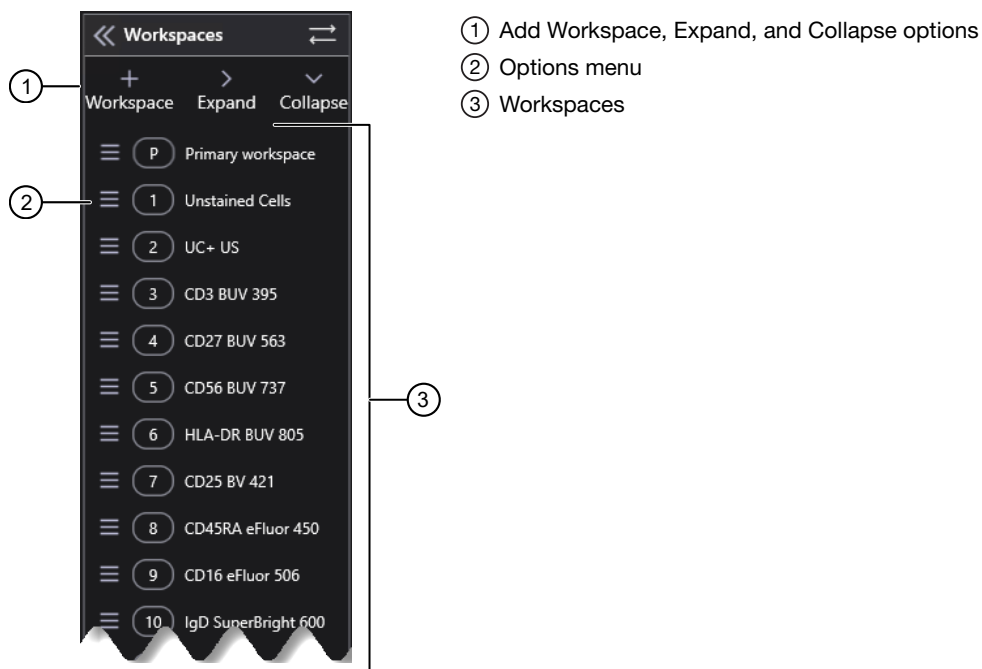 Workspaces
Workspace Expand Collapse
P Primary workspace
1 Unstained Cells
2 UC+ US
3 CD3 BUV 395
4 CD27 BUV 563
5 CD56 BUV 737
6 HLA-DR BUV 805
7 CD25 BV 421
8 CD45RA eFluor 450
9 CD16 eFluor 506
10 IgD SuperBright 600
1
2
3
1 Add Workspace, Expand, and Collapse options
2 Options menu
3 Workspaces